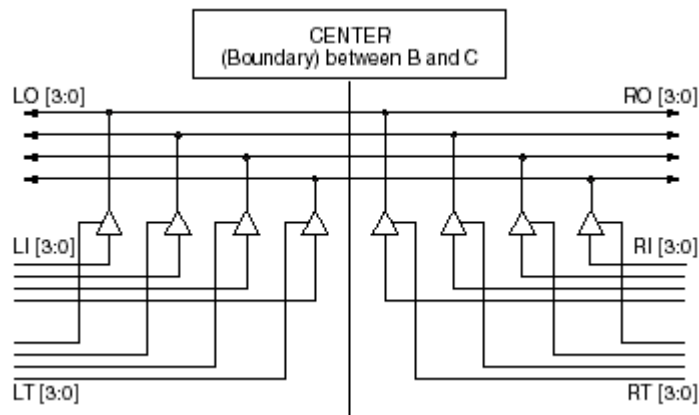 CENTER
(Boundary) between B and C
LO [3:0]
RO [3:0]
LI [3:0]
RI [3:0]
LT [3:0]
RT [3:0]